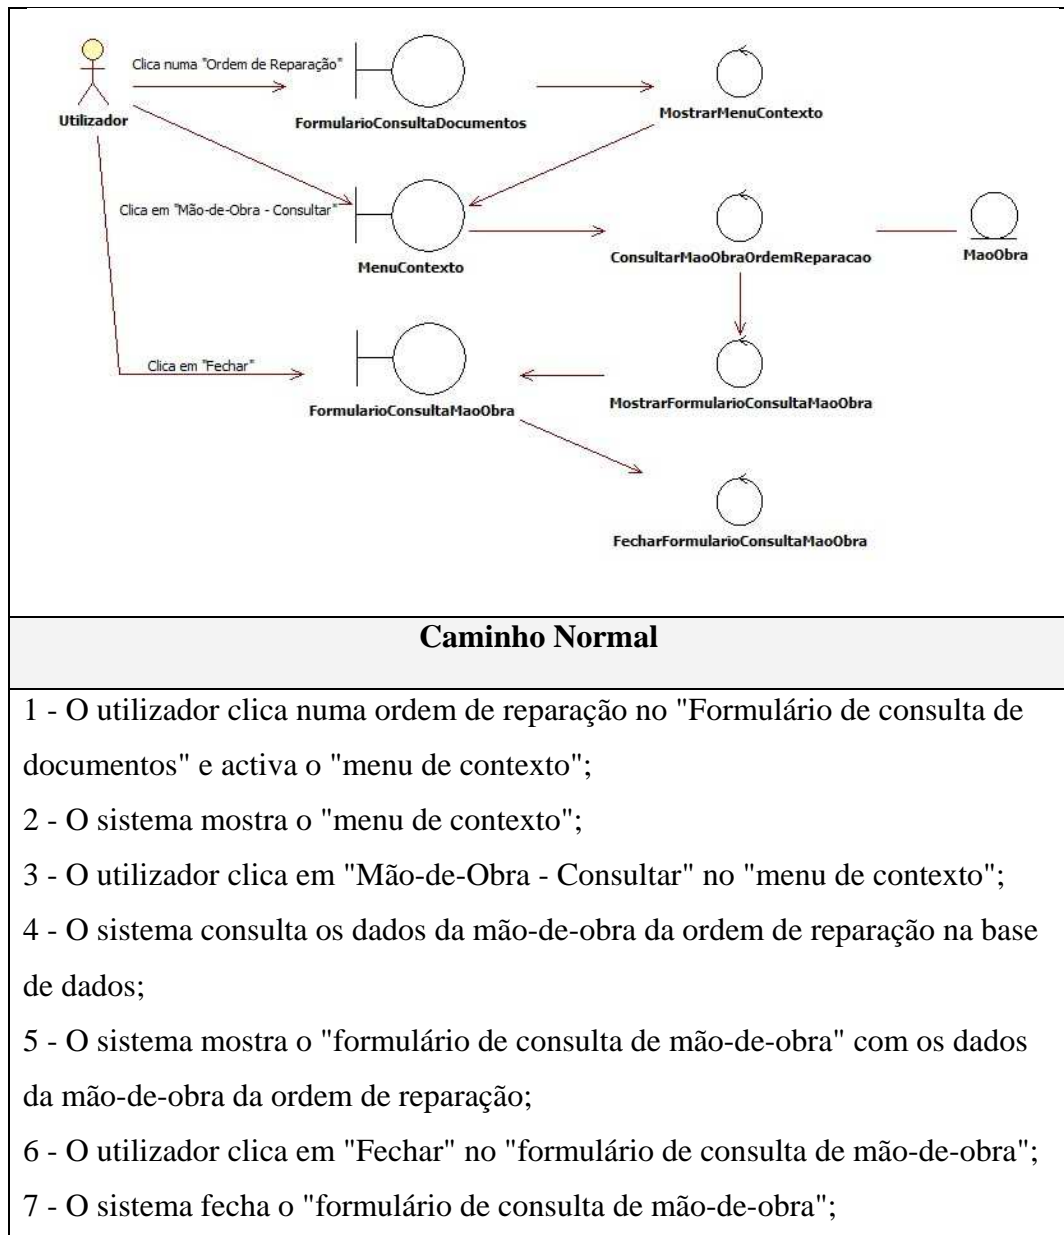 Clica numa "Ordem de Reparação"
Utilizador
FormularioConsultaDocumentos
MostrarMenuContexto
Clica em "Mão-de-Obra - Consultar"
MenuContexto
ConsultarMaoObraOrdemReparacao
MaoObra
Clica em "Fechar"
FormularioConsultaMaoObra
MostrarFormularioConsultaMaoObra
FecharFormularioConsultaMaoObra
Caminho Normal
1 - O utilizador clica numa ordem de reparação no "Formulário de consulta de
documentos" e activa o "menu de contexto";
2 - O sistema mostra o "menu de contexto";
3 - O utilizador clica em "Mão-de-Obra - Consultar" no "menu de contexto";
4 - O sistema consulta os dados da mão-de-obra da ordem de reparação na base
de dados;
5 - O sistema mostra o "formulário de consulta de mão-de-obra" com os dados
da mão-de-obra da ordem de reparação;
6 - O utilizador clica em "Fechar" no "formulário de consulta de mão-de-obra";
7 - O sistema fecha o "formulário de consulta de mão-de-obra";